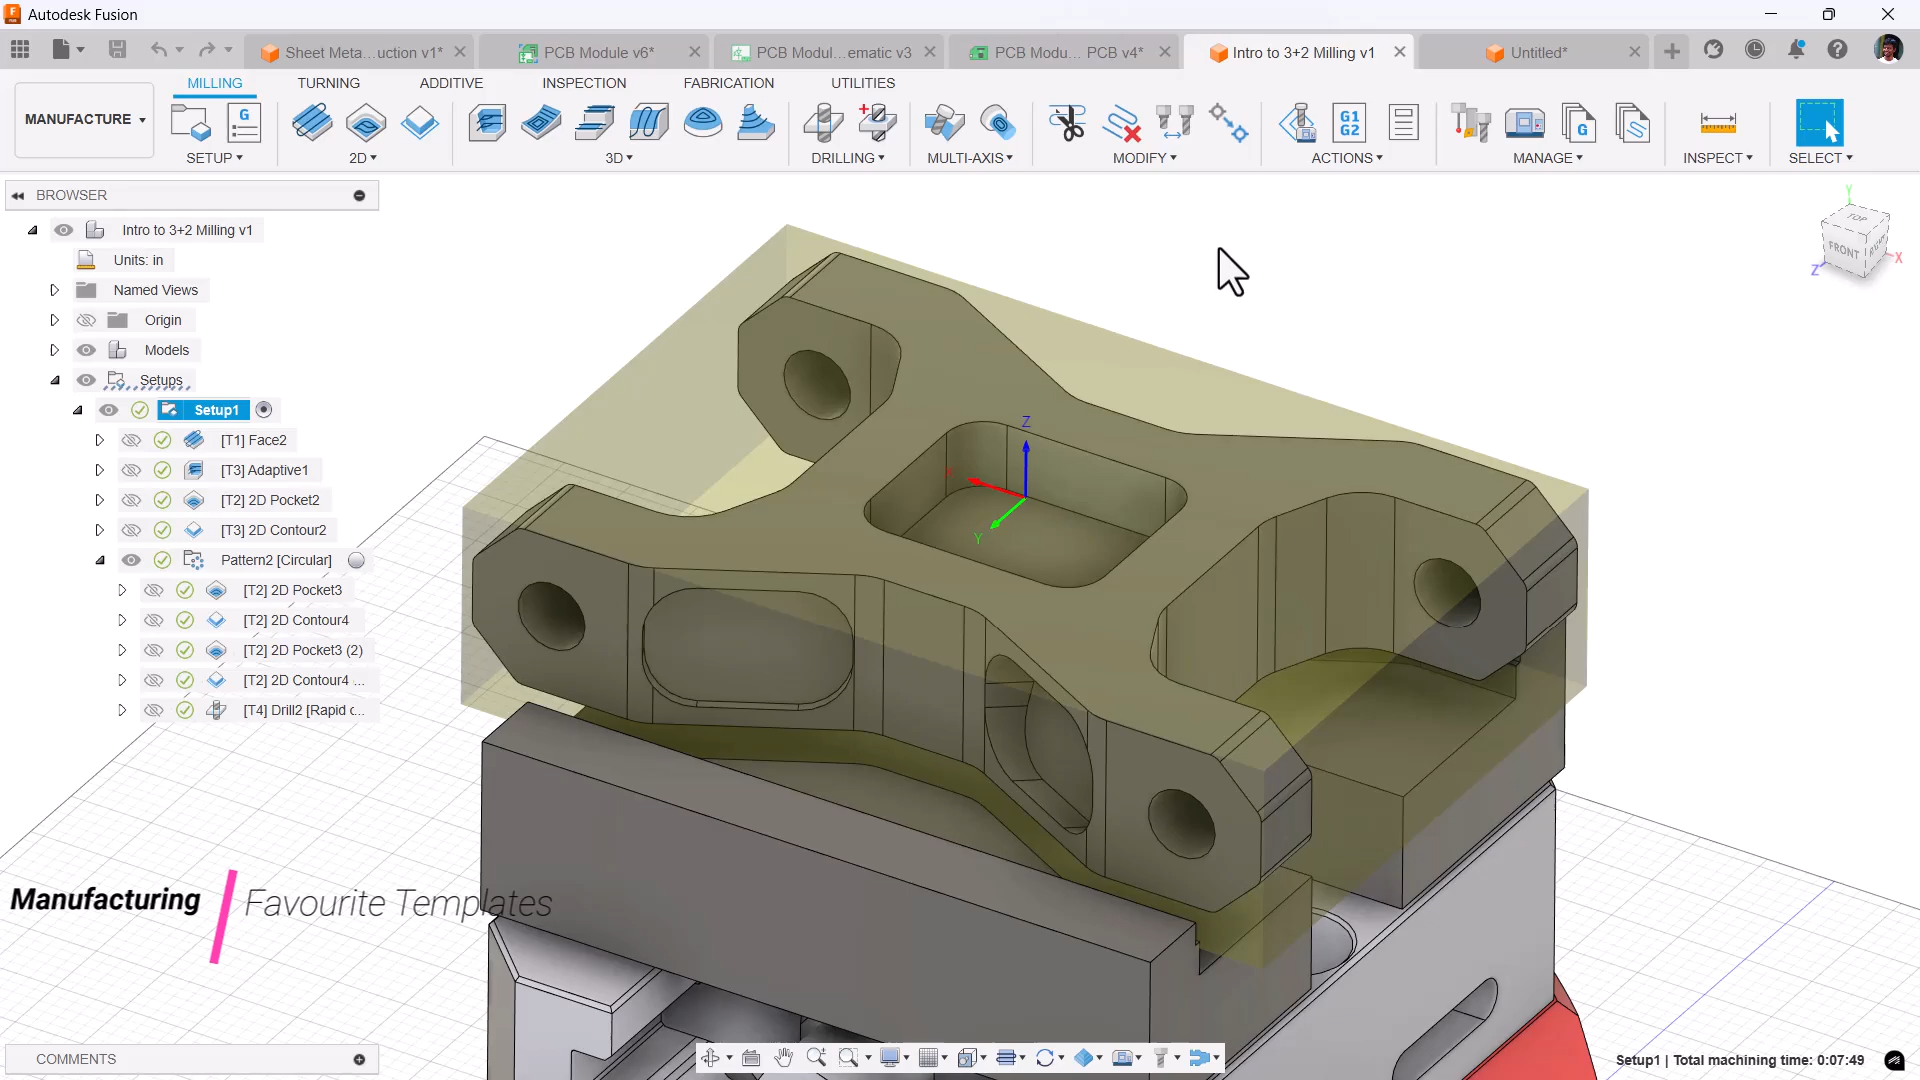 Autodesk Fusion
Sheet Meta...uction v1*
PCB Module v6*
PCB Modul...ematic v3
PCB Modu... PCB v4*
Intro to 3+2 Milling v1
Untitled*
MILLING
TURNING
ADDITIVE
INSPECTION
FABRICATION
UTILITIES
MANUFACTURE
SETUP
2D
3D
DRILLING
MULTI-AXIS
MODIFY
ACTIONS
MANAGE
INSPECT
SELECT
G
G1
G2
G
BROWSER
Intro to 3+2 Milling v1
Units: in
Named Views
Origin
Models
Setups
Setup1
[T1] Face2
[T3] Adaptive1
[T2] 2D Pocket2
[T3] 2D Contour2
Pattern2 [Circular]
[T2] 2D Pocket3
[T2] 2D Contour4
[T2] 2D Pocket3 (2)
[T2] 2D Contour4 ...
[T4] Drill2 [Rapid c...
Y
TOP
FRONT
Z
X
Z
X
Y
Manufacturing
Favourite Templates
COMMENTS
Setup1 | Total machining time: 0:07:49